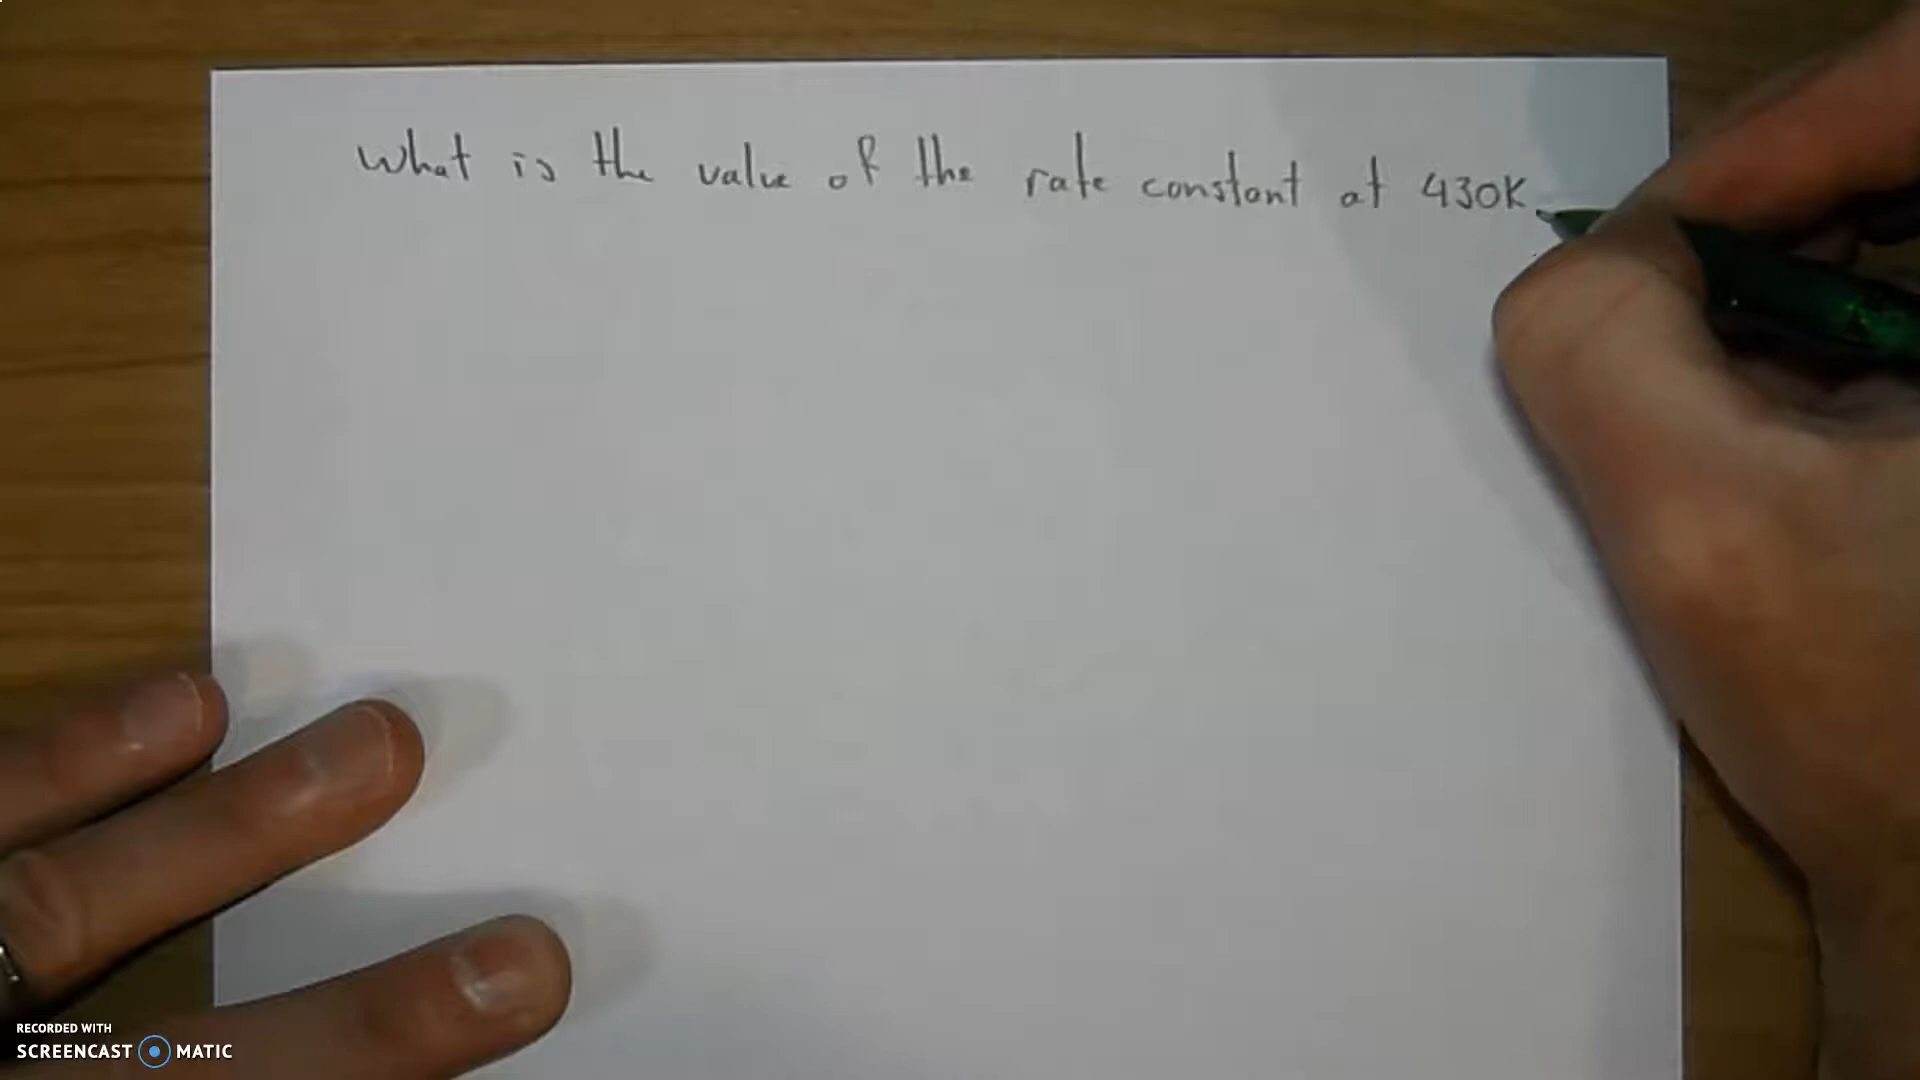 What is the value of the rate constant at 430K
RECORDED WITH
SCREENCAST MATIC